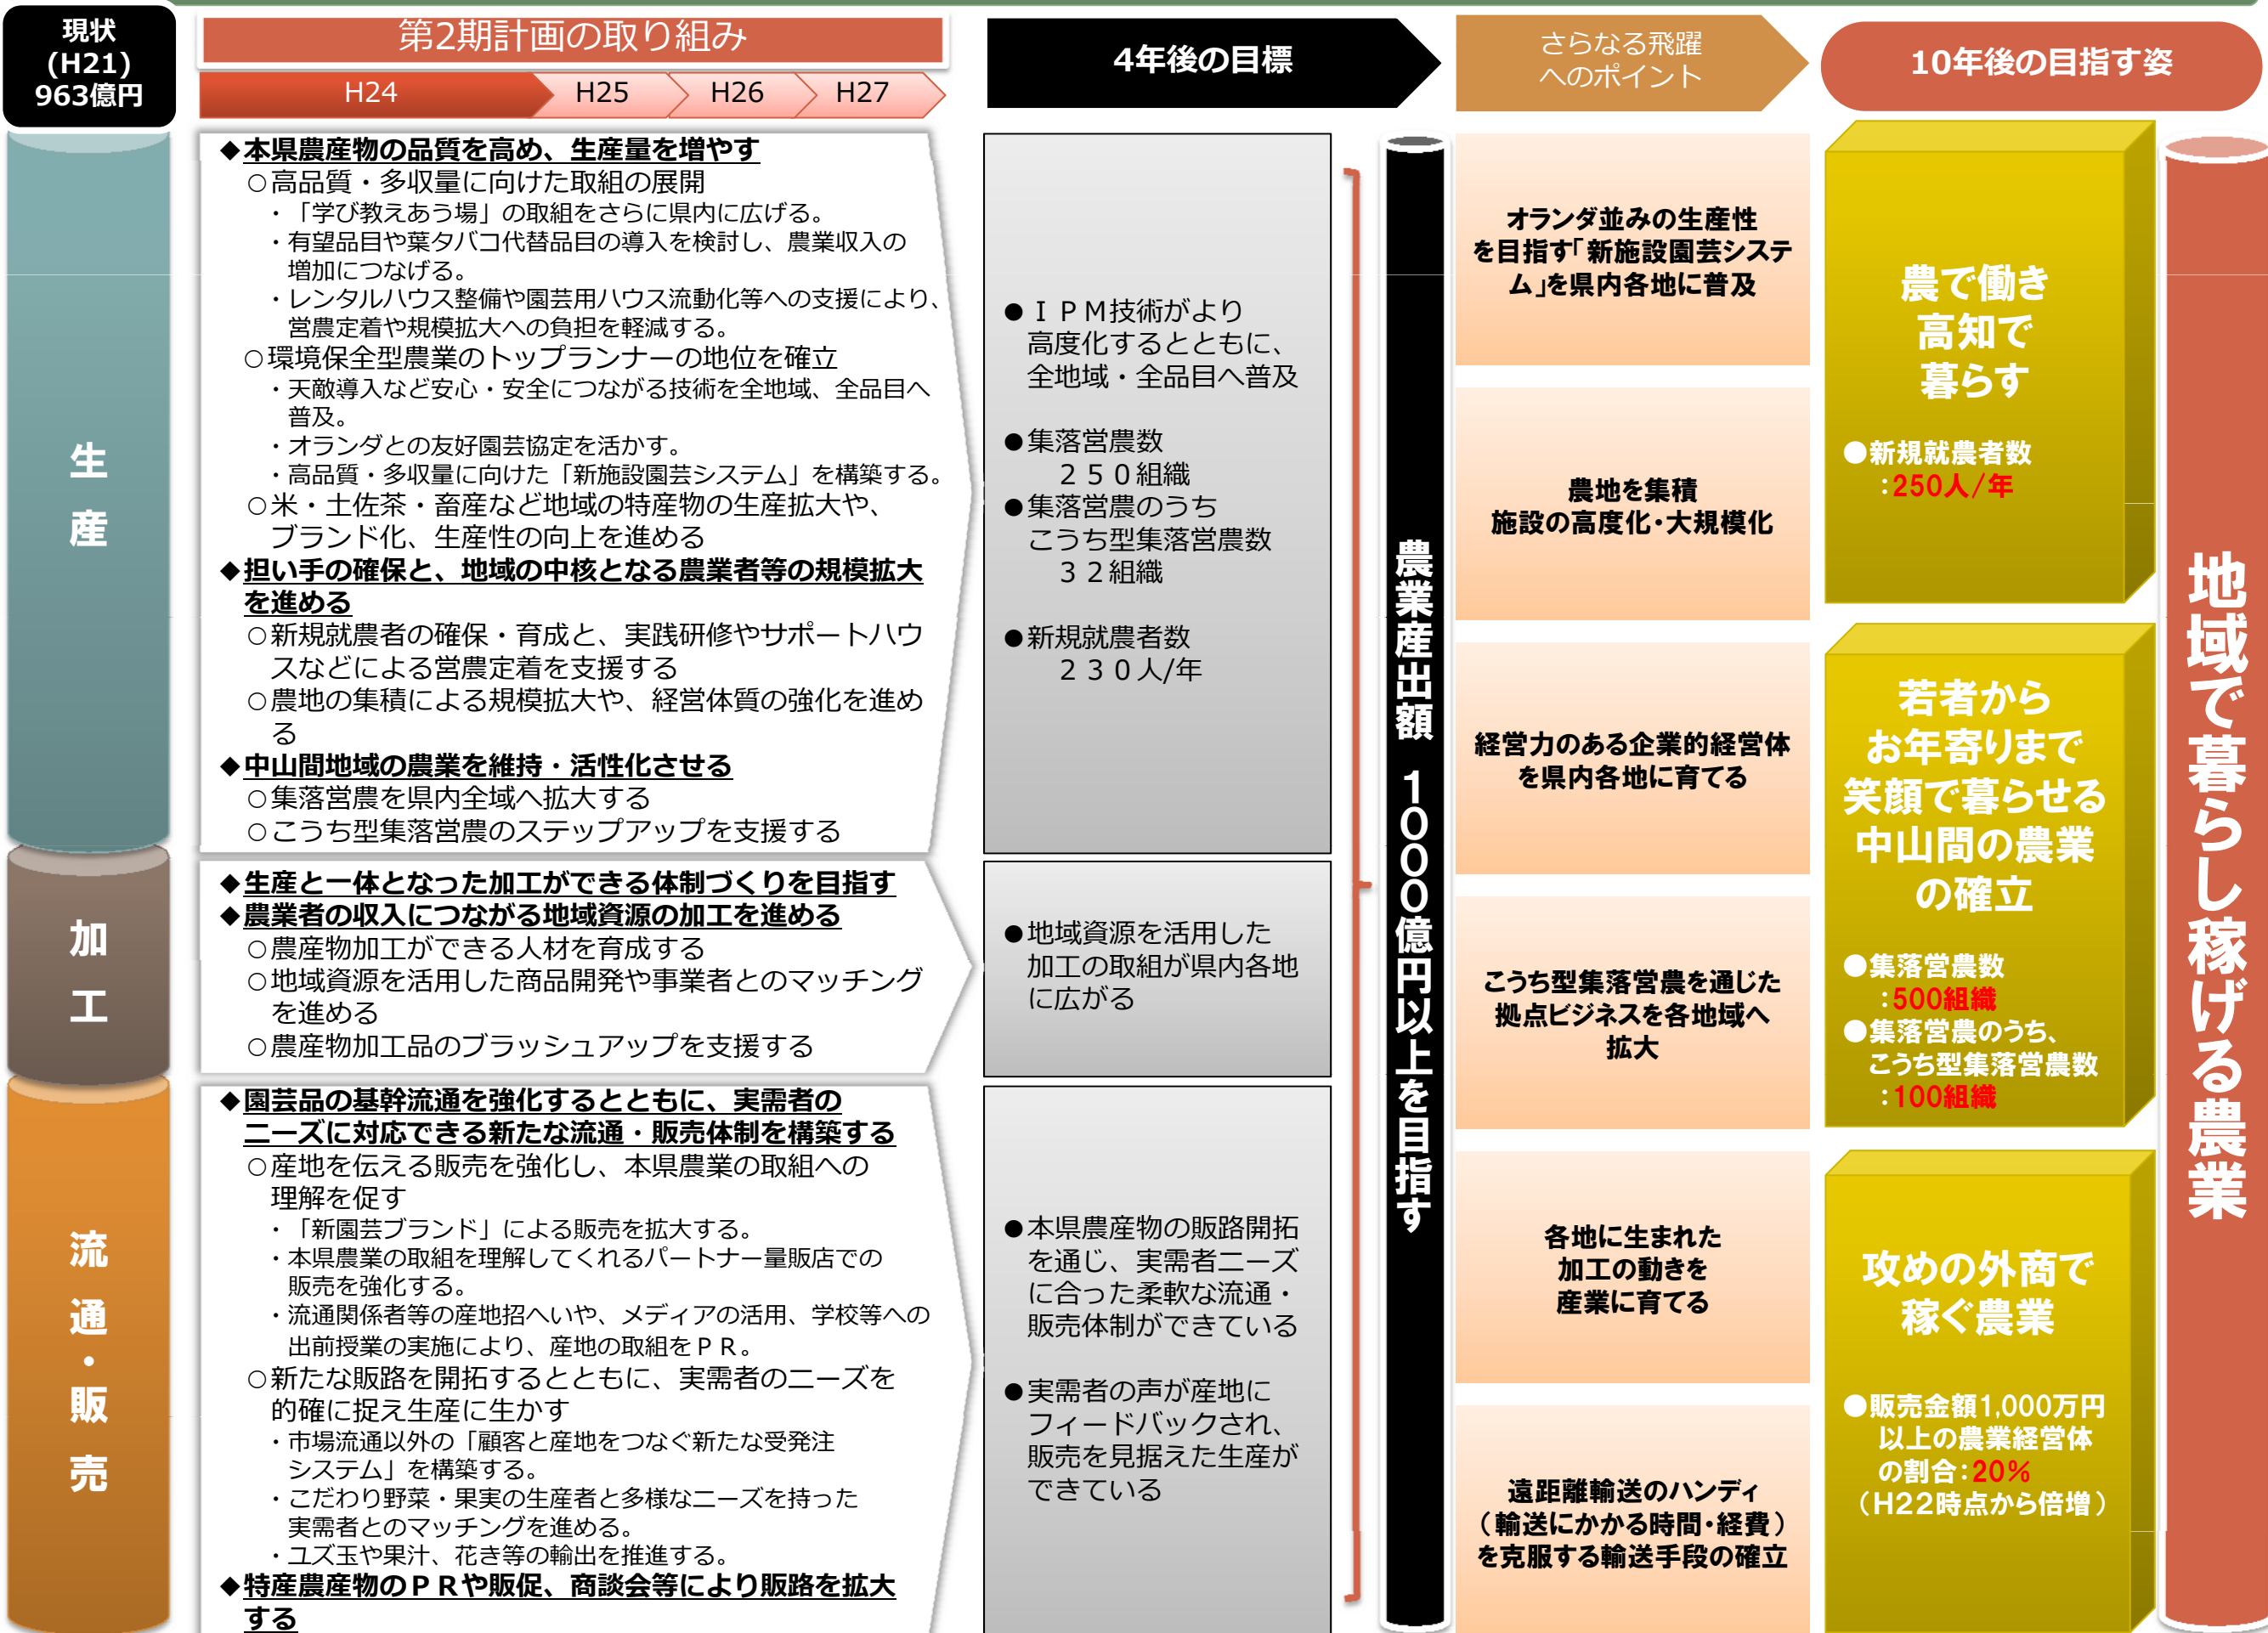 現状
(H21)
963億円
第2期計画の取り組み
H24
H25
H26
H27
4年後の目標
さらなる飛躍
へのポイント
10年後の目指す姿
生
産
◆本県農産物の品質を高め、生産量を増やす
○高品質・多収量に向けた取組の展開
・「学び教えあう場」の取組をさらに県内に広げる。
・有望品目や葉タバコ代替品目の導入を検討し、農業収入の
増加につなげる。
・レンタルハウス整備や園芸用ハウス流動化等への支援により、
営農定着や規模拡大への負担を軽減する。
○環境保全型農業のトップランナーの地位を確立
・天敵導入など安心・安全につながる技術を全地域、全品目へ
普及。
・オランダとの友好園芸協定を活かす。
・高品質・多収量に向けた「新施設園芸システム」を構築する。
○米・土佐茶・畜産など地域の特産物の生産拡大や、
ブランド化、生産性の向上を進める
◆担い手の確保と、地域の中核となる農業者等の規模拡大
を進める
○新規就農者の確保・育成と、実践研修やサポートハウ
スなどによる営農定着を支援する
○農地の集積による規模拡大や、経営体質の強化を進め
る
◆中山間地域の農業を維持・活性化させる
○集落営農を県内全域へ拡大する
○こうち型集落営農のステップアップを支援する
加
工
◆生産と一体となった加工ができる体制づくりを目指す
◆農業者の収入につながる地域資源の加工を進める
○農産物加工ができる人材を育成する
○地域資源を活用した商品開発や事業者とのマッチング
を進める
○農産物加工品のブラッシュアップを支援する
流
通
・
販
売
◆園芸品の基幹流通を強化するとともに、実需者の
ニーズに対応できる新たな流通・販売体制を構築する
○産地を伝える販売を強化し、本県農業の取組への
理解を促す
・「新園芸ブランド」による販売を拡大する。
・本県農業の取組を理解してくれるパートナー量販店での
販売を強化する。
・流通関係者等の産地招へいや、メディアの活用、学校等への
出前授業の実施により、産地の取組をＰＲ。
○新たな販路を開拓するとともに、実需者のニーズを
的確に捉え生産に生かす
・市場流通以外の「顧客と産地をつなぐ新たな受発注
システム」を構築する。
・こだわり野菜・果実の生産者と多様なニーズを持った
実需者とのマッチングを進める。
・ユズ玉や果汁、花き等の輸出を推進する。
◆特産農産物のＰＲや販促、商談会等により販路を拡大
する
●ＩＰＭ技術がより
高度化するとともに、
全地域・全品目へ普及
●集落営農数
２５０組織
●集落営農のうち
こうち型集落営農数
３２組織
●新規就農者数
２３０人/年
●地域資源を活用した
加工の取組が県内各地
に広がる
●本県農産物の販路開拓
を通じ、実需者ニーズ
に合った柔軟な流通・
販売体制ができている
●実需者の声が産地に
フィードバックされ、
販売を見据えた生産が
できている
農業産出額 １０００億円以上を目指す
オランダ並みの生産性
を目指す「新施設園芸システ
ム」を県内各地に普及
農地を集積
施設の高度化・大規模化
経営力のある企業的経営体
を県内各地に育てる
こうち型集落営農を通じた
拠点ビジネスを各地域へ
拡大
各地に生まれた
加工の動きを
産業に育てる
遠距離輸送のハンディ
（輸送にかかる時間・経費）
を克服する輸送手段の確立
農で働き
高知で
暮らす
●新規就農者数
：250人/年
若者から
お年寄りまで
笑顔で暮らせる
中山間の農業
の確立
●集落営農数
：500組織
●集落営農のうち、
こうち型集落営農数
：100組織
攻めの外商で
稼ぐ農業
●販売金額1,000万円
以上の農業経営体
の割合：20％
（H22時点から倍増）
地域で暮らし稼げる農業